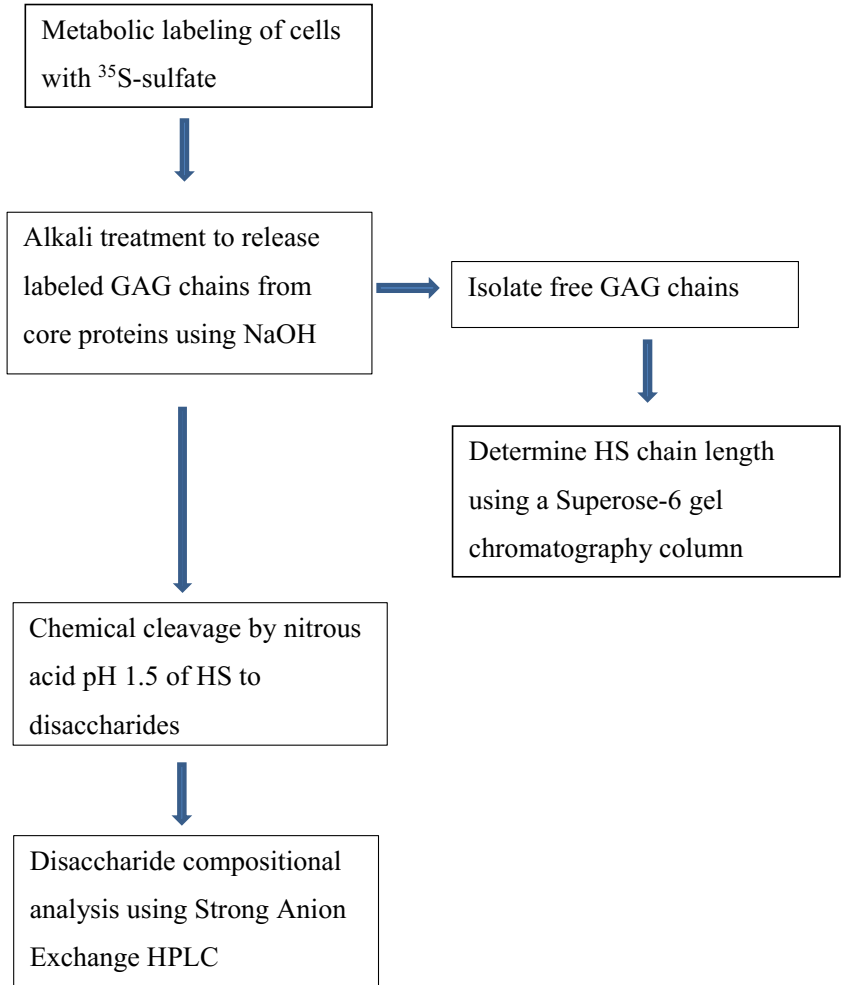 Metabolic labeling of cells
with ³⁵S-sulfate
Alkali treatment to release
labeled GAG chains from
core proteins using NaOH
Isolate free GAG chains
Determine HS chain length
using a Superose-6 gel
chromatography column
Chemical cleavage by nitrous
acid pH 1.5 of HS to
disaccharides
Disaccharide compositional
analysis using Strong Anion
Exchange HPLC